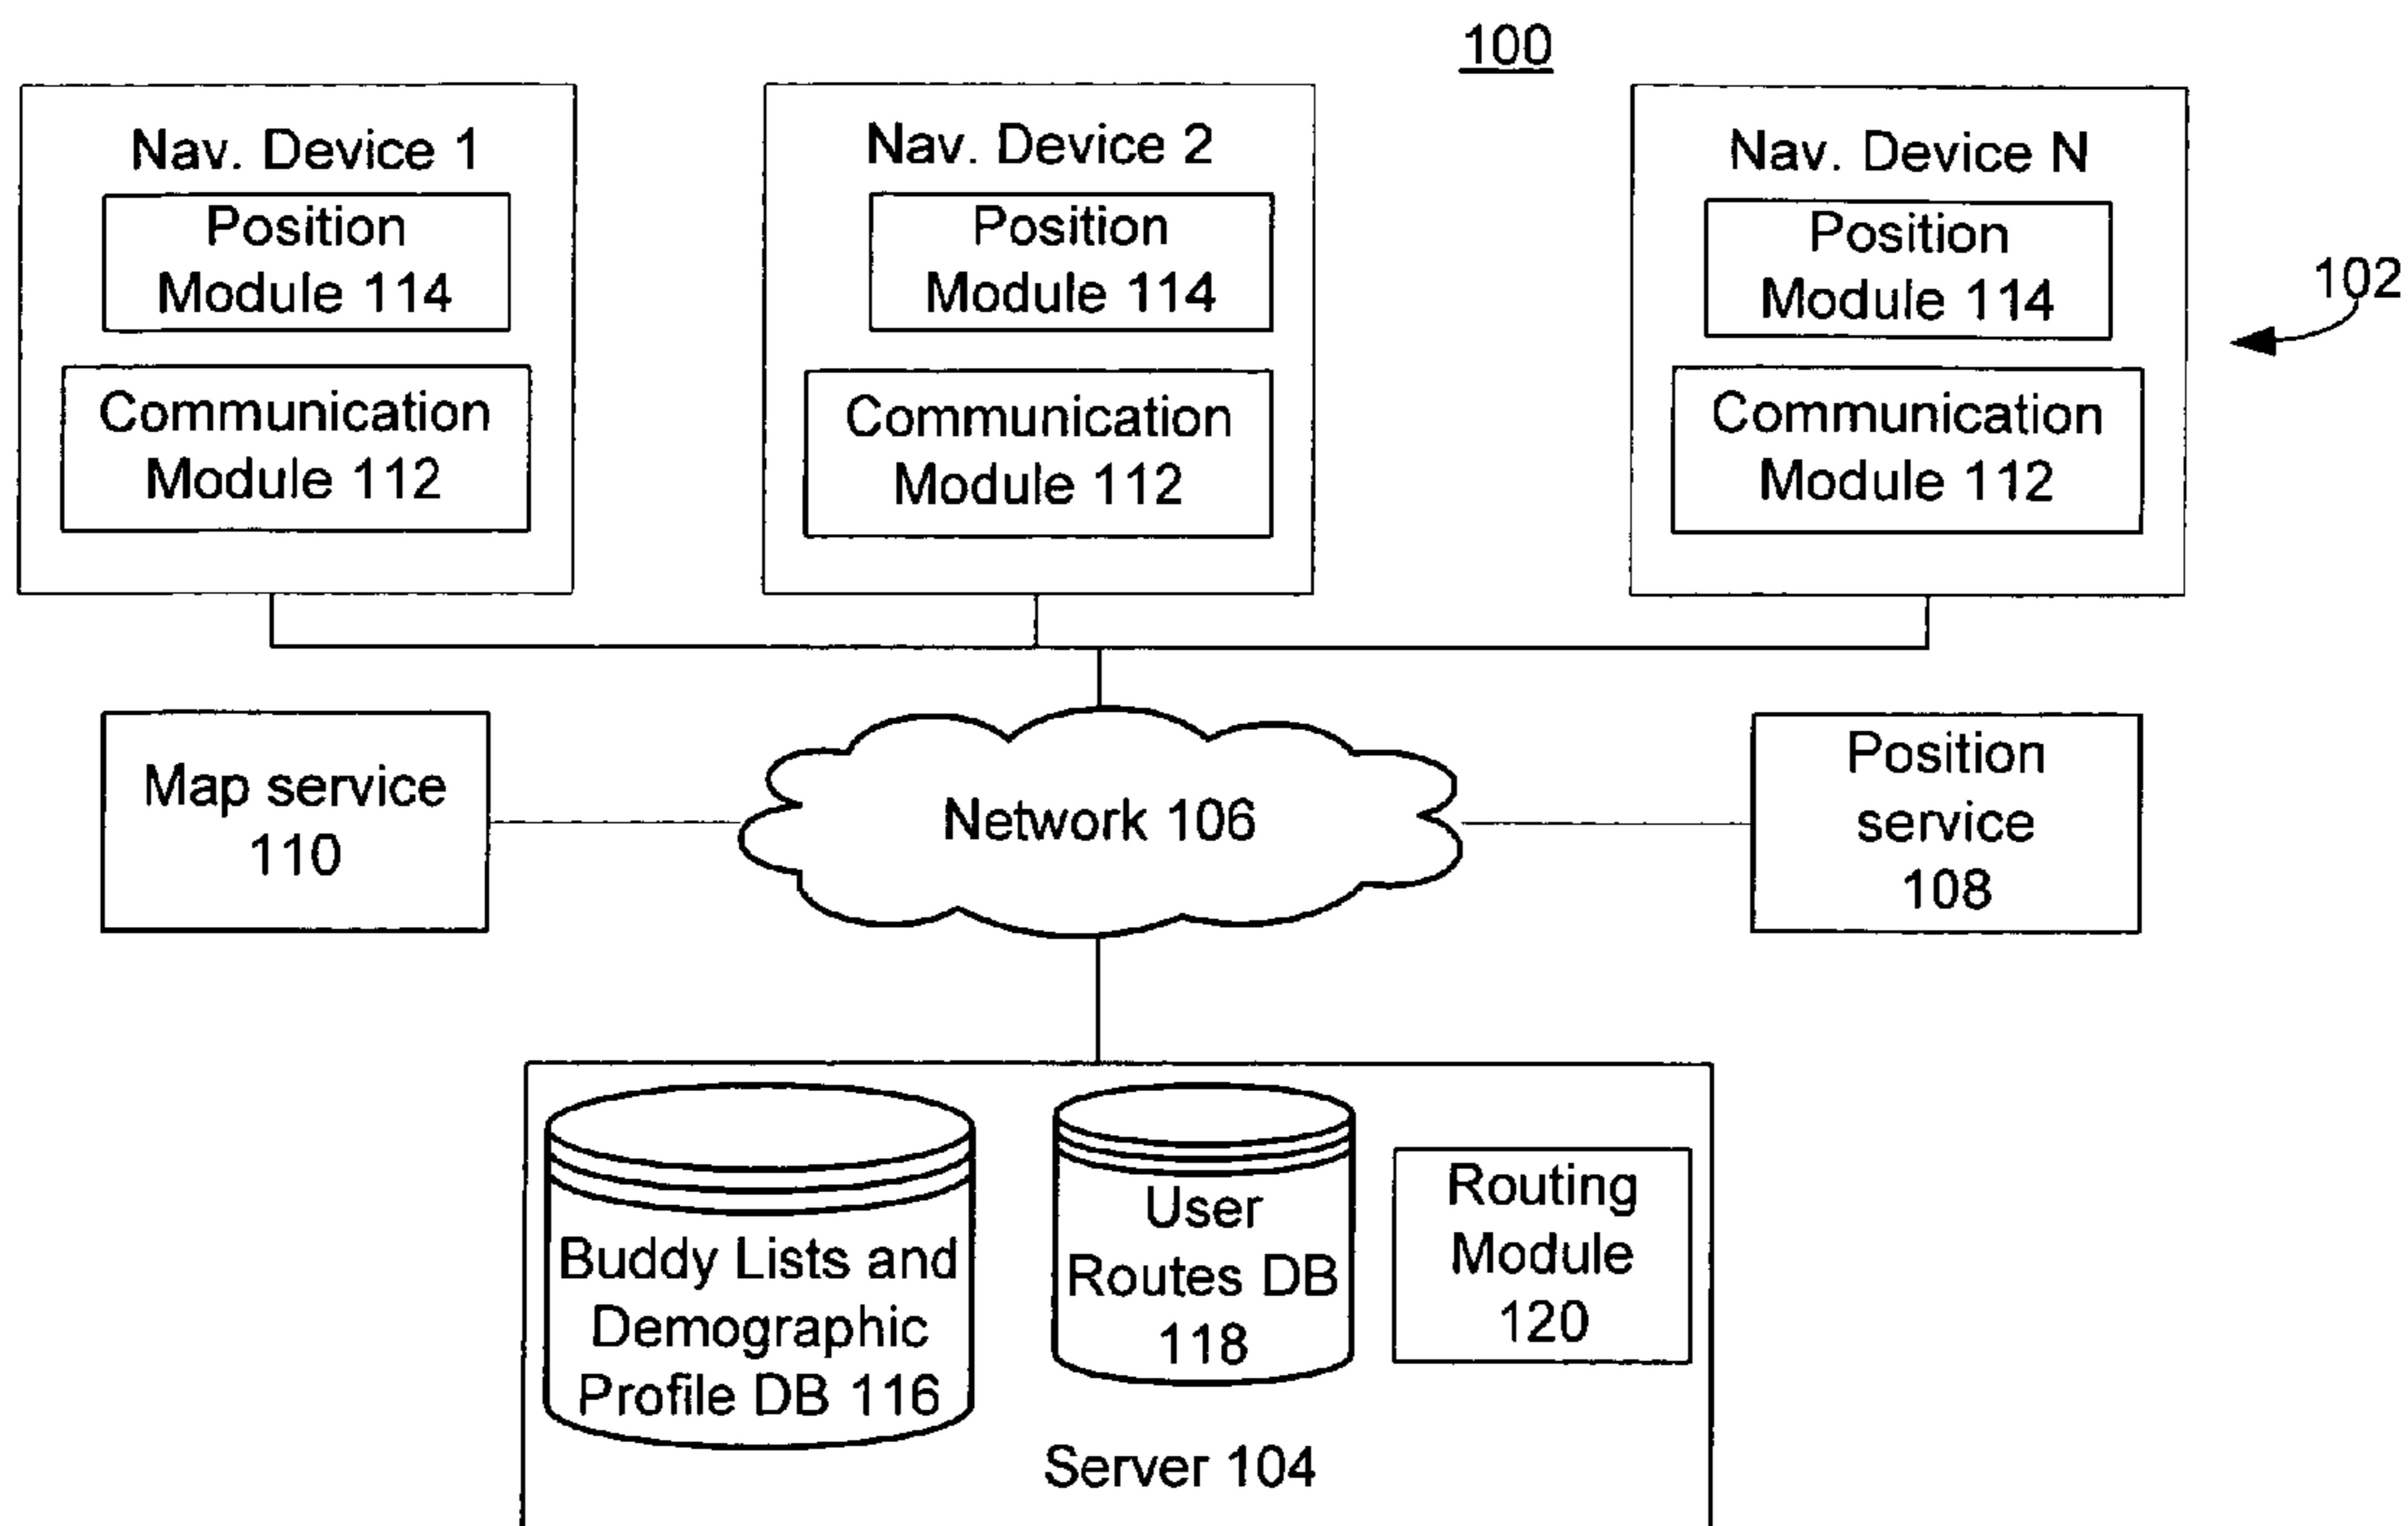 100
Nav. Device 1
Position
Module 114
Communication
Module 112
Nav. Device 2
Position
Module 114
Communication
Module 112
Nav. Device N
Position
Module 114
Communication
Module 112
102
Map service
110
Network 106
Position
service
108
Buddy Lists and
Demographic
Profile DB 116
User
Routes DB
118
Routing
Module
120
Server 104